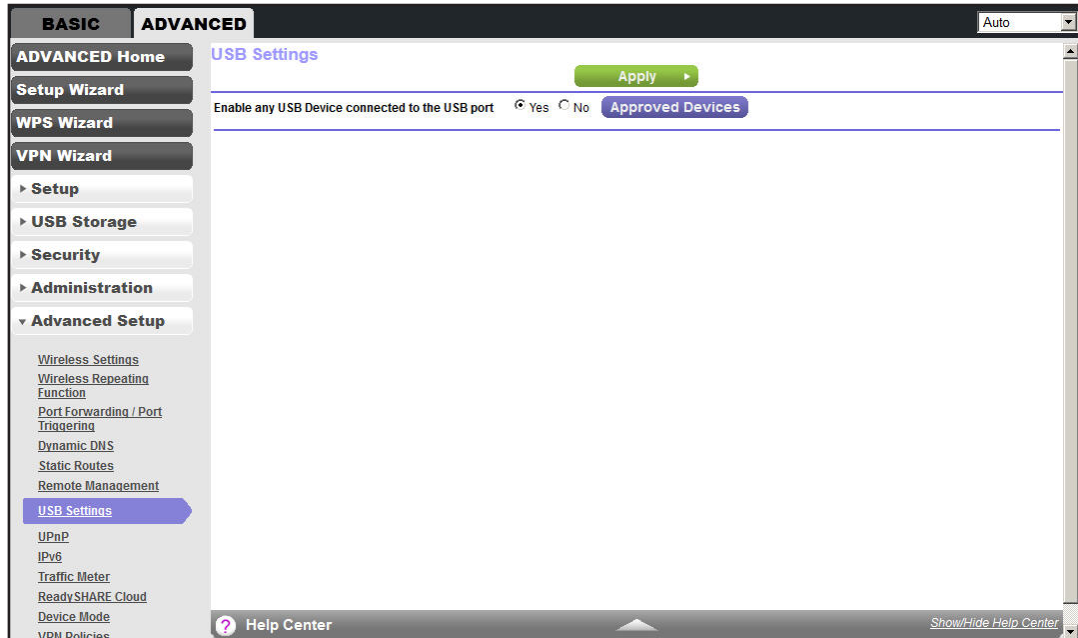 BASIC
ADVANCED
Auto
ADVANCED Home
Setup Wizard
WPS Wizard
VPN Wizard
Setup
USB Storage
Security
Administration
Advanced Setup
Wireless Settings
Wireless Repeating
Function
Port Forwarding / Port
Triggering
Dynamic DNS
Static Routes
Remote Management
USB Settings
UPnP
IPv6
Traffic Meter
ReadySHARE Cloud
Device Mode
VPN Policies
USB Settings
Apply
Enable any USB Device connected to the USB port Yes No Approved Devices
? Help Center
Show/Hide Help Center